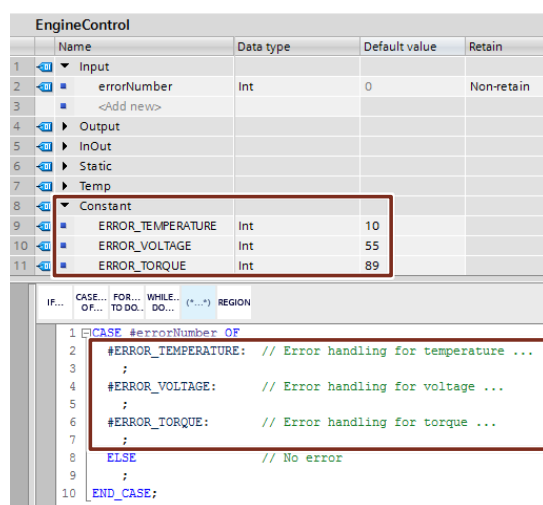 EngineControl
Name Data type Default value Retain
1 Input
2 errorNumber Int 0 Non-retain
3 <Add new>
4 Output
5 InOut
6 Static
7 Temp
8 Constant
9 ERROR_TEMPERATURE Int 10
10 ERROR_VOLTAGE Int 55
11 ERROR_TORQUE Int 89
IF... CASE... OF... FOR... TO DO.. WHILE.. DO... (*...*) REGION
1 CASE #errorNumber OF
2 #ERROR_TEMPERATURE: // Error handling for temperature ...
3 ;
4 #ERROR_VOLTAGE: // Error handling for voltage ...
5 ;
6 #ERROR_TORQUE: // Error handling for torque ...
7 ;
8 ELSE // No error
9 ;
10 END_CASE;